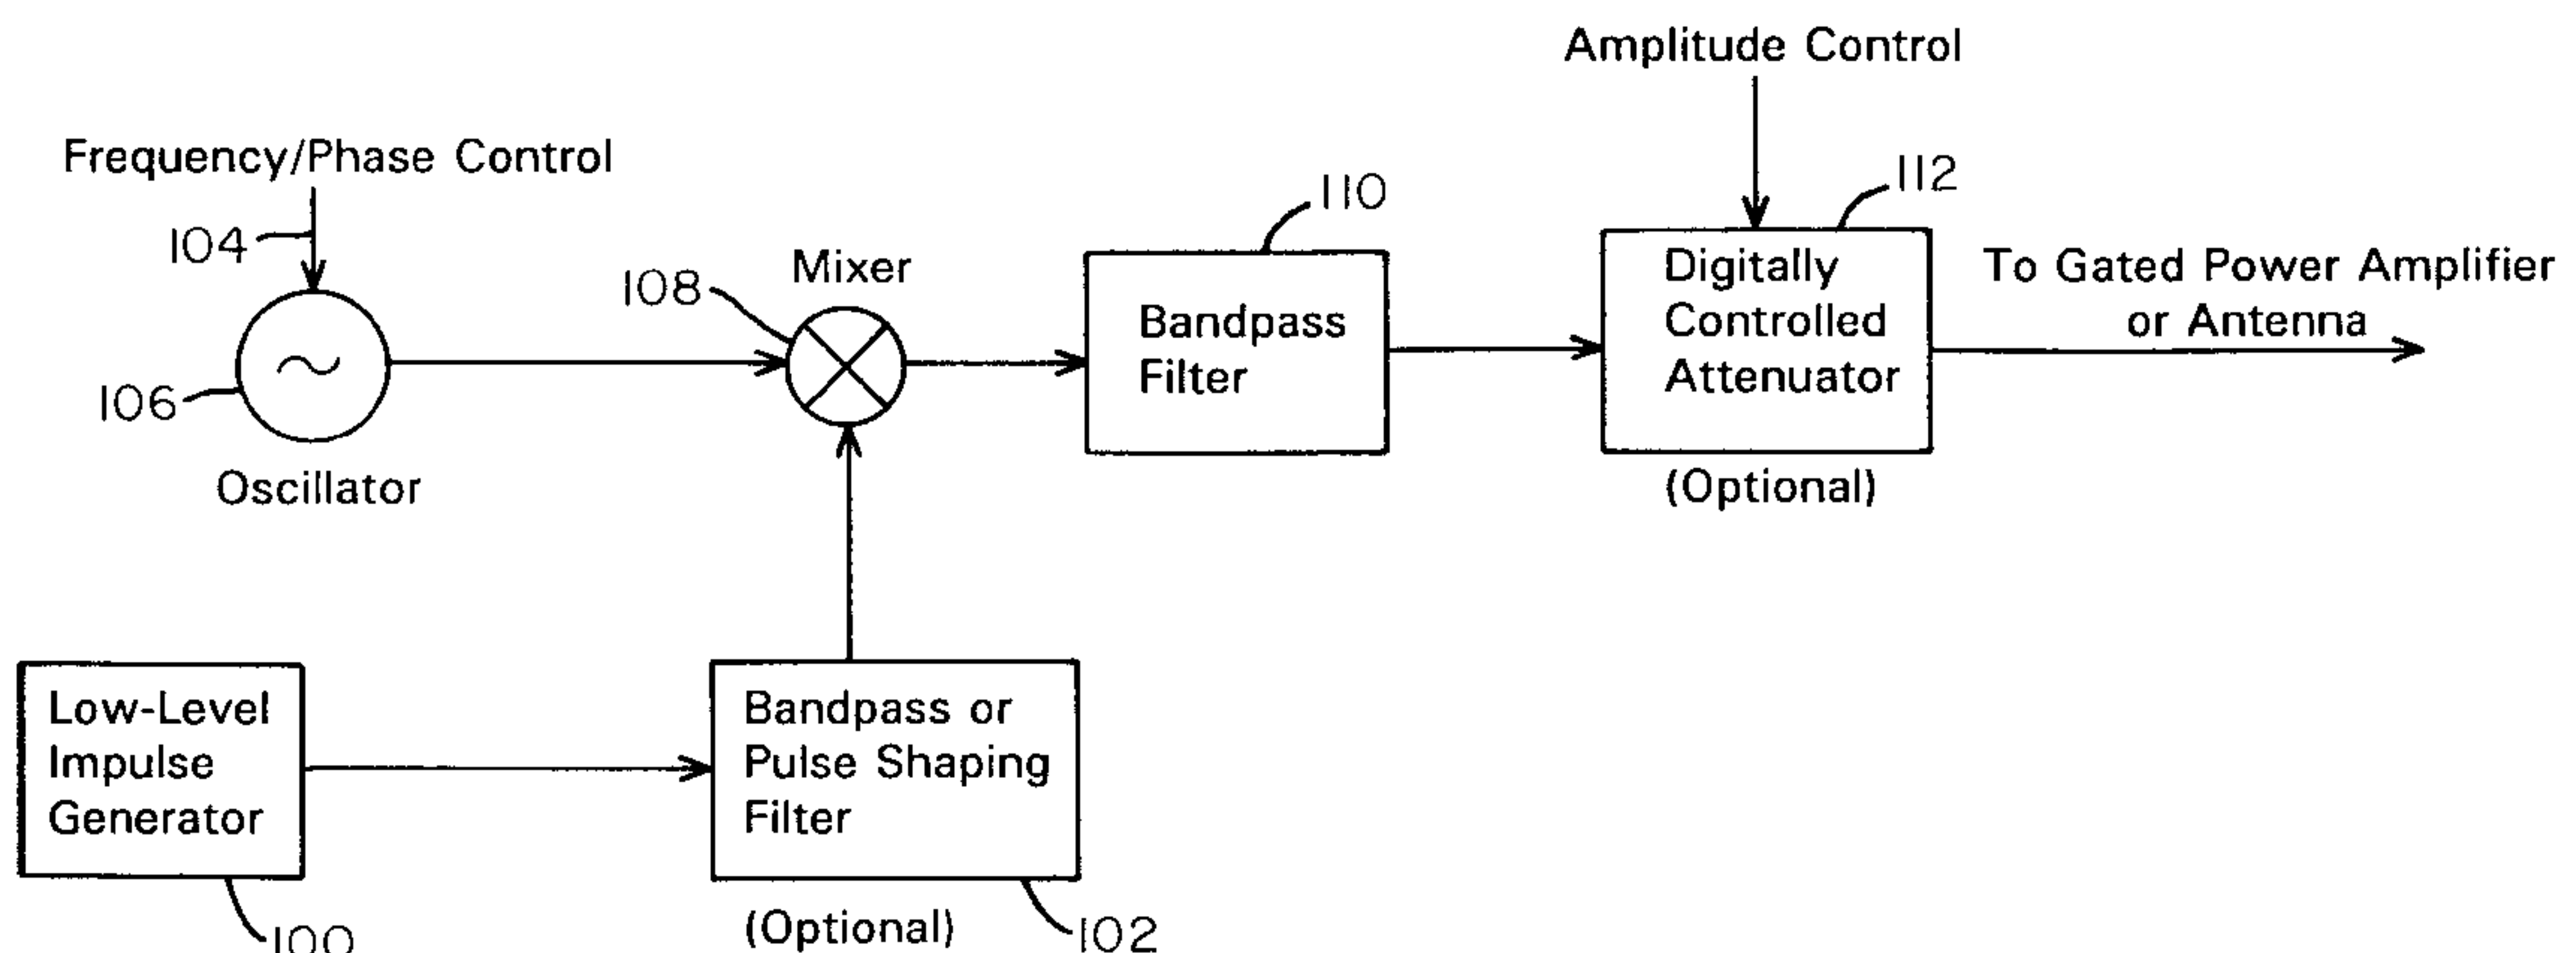 Amplitude Control
Frequency/Phase Control
104
106
Oscillator
108
Mixer
110
Bandpass
Filter
112
Digitally
Controlled
Attenuator
(Optional)
To Gated Power Amplifier
or Antenna
Low-Level
Impulse
Generator
100
Bandpass or
Pulse Shaping
Filter
(Optional)
102